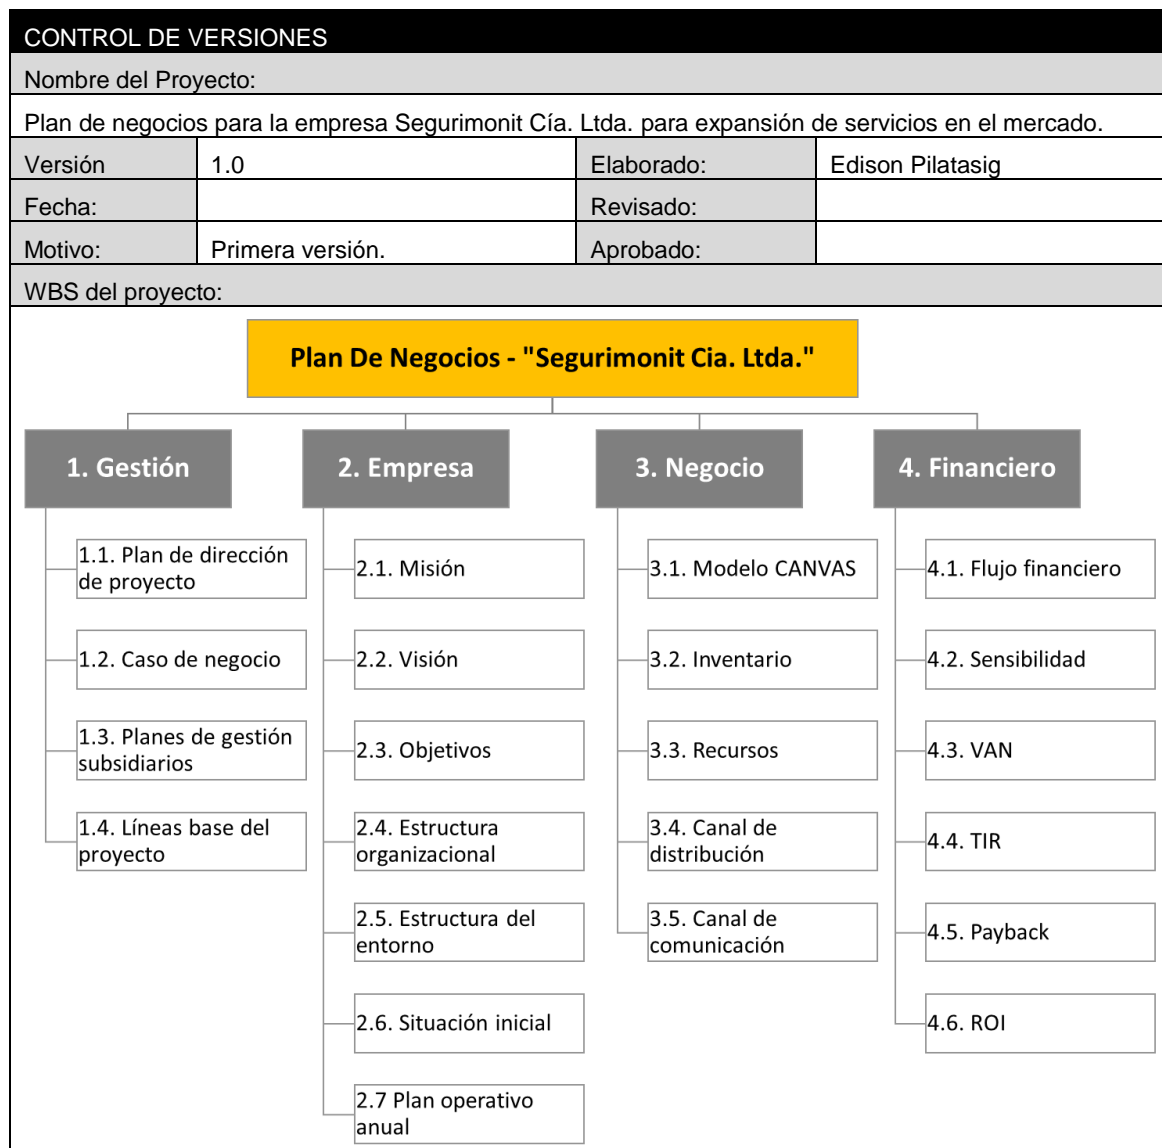 CONTROL DE VERSIONES
Nombre del Proyecto:
Plan de negocios para la empresa Segurimonit Cía. Ltda. para expansión de servicios en el mercado.
Versión 1.0 Elaborado: Edison Pilatasig
Fecha: Revisado:
Motivo: Primera versión. Aprobado:
WBS del proyecto:
Plan De Negocios - "Segurimonit Cia. Ltda."
1. Gestión
1.1. Plan de dirección
de proyecto
1.2. Caso de negocio
1.3. Planes de gestión
subsidiarios
1.4. Líneas base del
proyecto
2. Empresa
2.1. Misión
2.2. Visión
2.3. Objetivos
2.4. Estructura
organizacional
2.5. Estructura del
entorno
2.6. Situación inicial
2.7 Plan operativo
anual
3. Negocio
3.1. Modelo CANVAS
3.2. Inventario
3.3. Recursos
3.4. Canal de
distribución
3.5. Canal de
comunicación
4. Financiero
4.1. Flujo financiero
4.2. Sensibilidad
4.3. VAN
4.4. TIR
4.5. Payback
4.6. ROI